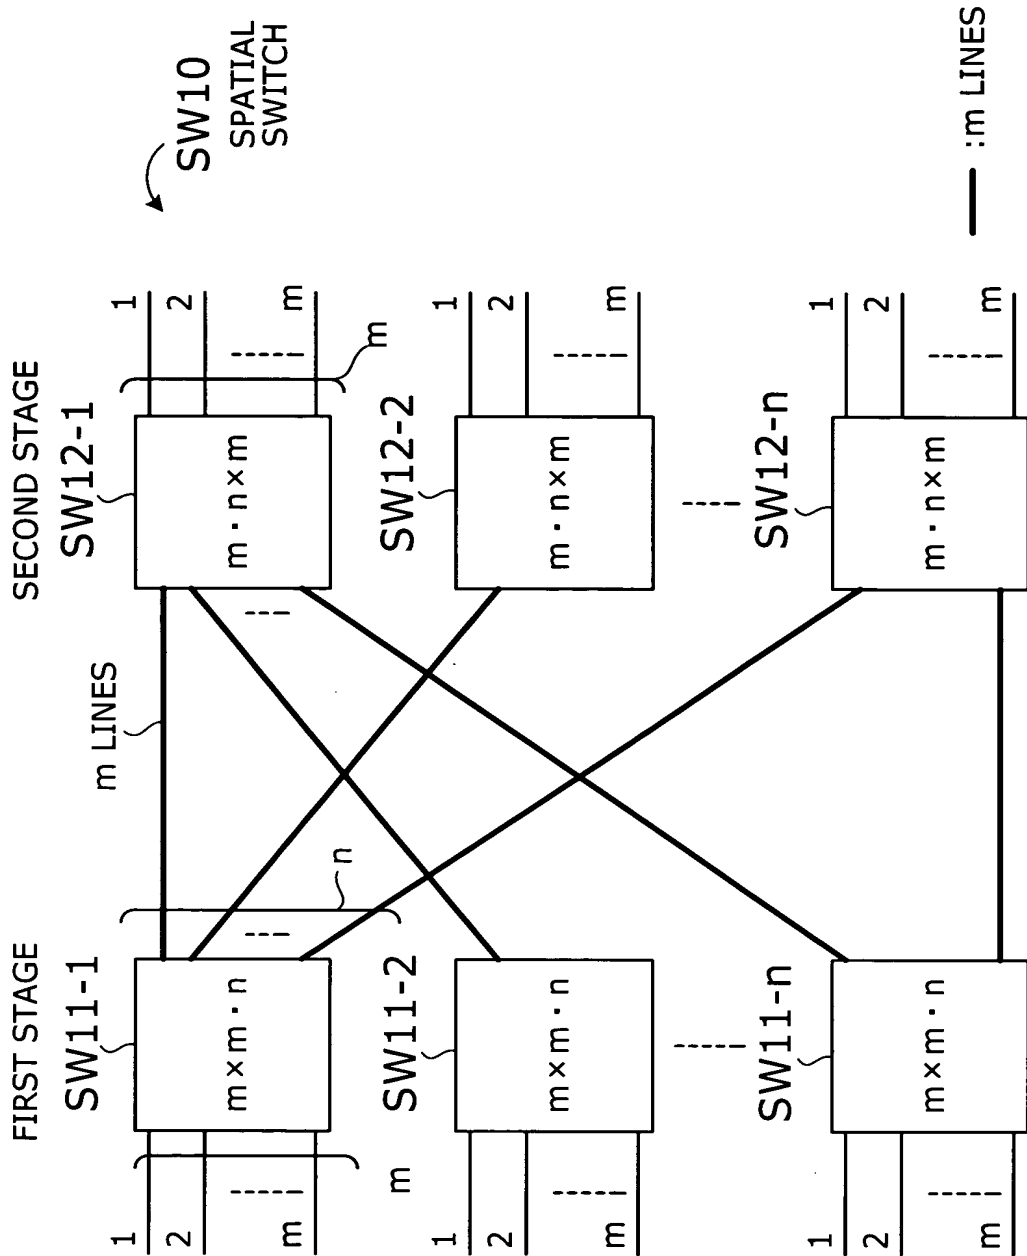 FIRST STAGE
SECOND STAGE
SW10
SPATIAL
SWITCH
SW11-1
m LINES
SW12-1
1
2
m
m
m×m・n
n
m・n×m
1
2
m
m
SW11-2
SW12-2
1
2
m
m×m・n
m・n×m
1
2
m
SW11-n
SW12-n
1
2
m
m×m・n
m・n×m
1
2
m
:m LINES